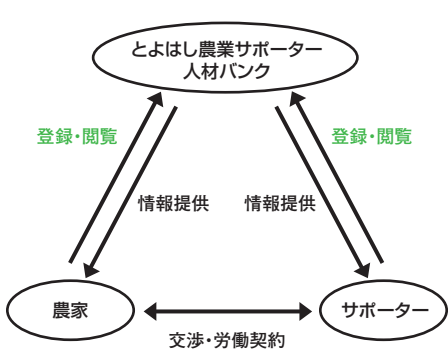 とよはし農業サポーター
人材バンク
登録・閲覧
登録・閲覧
情報提供
情報提供
農家
サポーター
交渉・労働契約